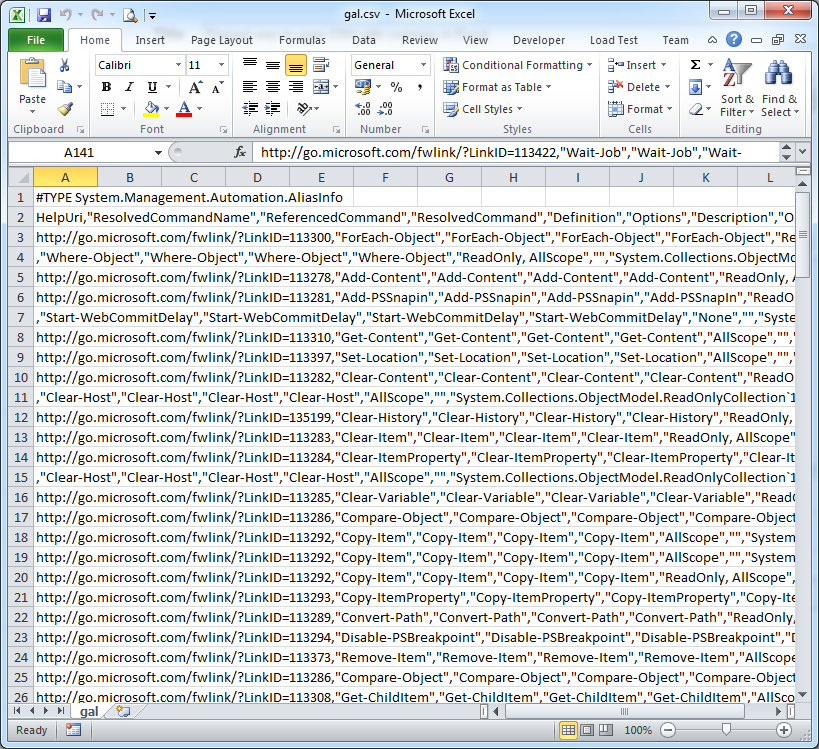 gal.csv - Microsoft Excel
File Home Insert Page Layout Formulas Data Review View Developer Load Test Team
Paste
Clipboard
Calibri 11
B I U A A
A
Font
Alignment
General
% ,
Number
Conditional Formatting
Format as Table
Cell Styles
Styles
Insert
Delete
Format
Cells
Σ
Sort & Filter
Find & Select
Editing
A141 fx http://go.microsoft.com/fwlink/?LinkID=113422,"Wait-Job","Wait-Job","Wait-
A B C D E F G H I J K L
1 #TYPE System.Management.Automation.AliasInfo
2 HelpUri,"ResolvedCommandName","ReferencedCommand","ResolvedCommand","Definition","Options","Description","O
3 http://go.microsoft.com/fwlink/?LinkID=113300,"ForEach-Object","ForEach-Object","ForEach-Object","ForEach-Object","Re
4 ,"Where-Object","Where-Object","Where-Object","Where-Object","ReadOnly, AllScope","","System.Collections.ObjectMo
5 http://go.microsoft.com/fwlink/?LinkID=113278,"Add-Content","Add-Content","Add-Content","Add-Content","ReadOnly, A
6 http://go.microsoft.com/fwlink/?LinkID=113281,"Add-PSSnapin","Add-PSSnapin","Add-PSSnapin","Add-PSSnapIn","ReadO
7 ,"Start-WebCommitDelay","Start-WebCommitDelay","Start-WebCommitDelay","Start-WebCommitDelay","None","","Syste
8 http://go.microsoft.com/fwlink/?LinkID=113310,"Get-Content","Get-Content","Get-Content","Get-Content","AllScope","","
9 http://go.microsoft.com/fwlink/?LinkID=113397,"Set-Location","Set-Location","Set-Location","Set-Location","AllScope","",
10 http://go.microsoft.com/fwlink/?LinkID=113282,"Clear-Content","Clear-Content","Clear-Content","Clear-Content","ReadO
11 ,"Clear-Host","Clear-Host","Clear-Host","Clear-Host","AllScope","","System.Collections.ObjectModel.ReadOnlyCollection`1
12 http://go.microsoft.com/fwlink/?LinkID=135199,"Clear-History","Clear-History","Clear-History","Clear-History","ReadOnly,
13 http://go.microsoft.com/fwlink/?LinkID=113283,"Clear-Item","Clear-Item","Clear-Item","Clear-Item","ReadOnly, AllScope"
14 http://go.microsoft.com/fwlink/?LinkID=113284,"Clear-ItemProperty","Clear-ItemProperty","Clear-ItemProperty","Clear-It
15 ,"Clear-Host","Clear-Host","Clear-Host","Clear-Host","AllScope","","System.Collections.ObjectModel.ReadOnlyCollection`1
16 http://go.microsoft.com/fwlink/?LinkID=113285,"Clear-Variable","Clear-Variable","Clear-Variable","Clear-Variable","ReadO
17 http://go.microsoft.com/fwlink/?LinkID=113286,"Compare-Object","Compare-Object","Compare-Object","Compare-Objec
18 http://go.microsoft.com/fwlink/?LinkID=113292,"Copy-Item","Copy-Item","Copy-Item","Copy-Item","AllScope","","System
19 http://go.microsoft.com/fwlink/?LinkID=113292,"Copy-Item","Copy-Item","Copy-Item","Copy-Item","AllScope","","System
20 http://go.microsoft.com/fwlink/?LinkID=113292,"Copy-Item","Copy-Item","Copy-Item","Copy-Item","ReadOnly, AllScope",
21 http://go.microsoft.com/fwlink/?LinkID=113293,"Copy-ItemProperty","Copy-ItemProperty","Copy-ItemProperty","Copy-Ite
22 http://go.microsoft.com/fwlink/?LinkID=113289,"Convert-Path","Convert-Path","Convert-Path","Convert-Path","ReadOnly,
23 http://go.microsoft.com/fwlink/?LinkID=113294,"Disable-PSBreakpoint","Disable-PSBreakpoint","Disable-PSBreakpoint","D
24 http://go.microsoft.com/fwlink/?LinkID=113373,"Remove-Item","Remove-Item","Remove-Item","Remove-Item","AllScope
25 http://go.microsoft.com/fwlink/?LinkID=113286,"Compare-Object","Compare-Object","Compare-Object","Compare-Objec
26 http://go.microsoft.com/fwlink/?LinkID=113308,"Get-ChildItem","Get-ChildItem","Get-ChildItem","Get-ChildItem","AllSco
gal
Ready 100%